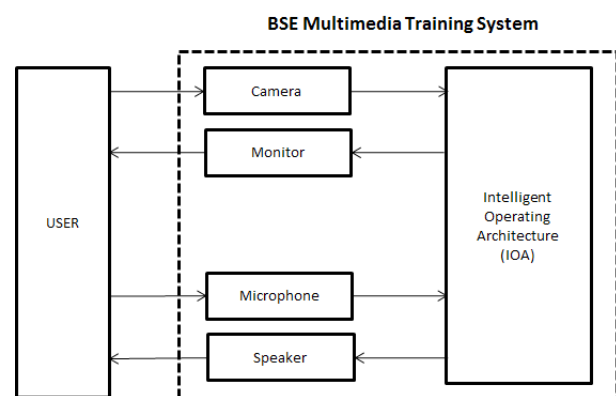 BSE Multimedia Training System
Camera
Monitor
USER
Intelligent
Operating
Architecture
(IOA)
Microphone
Speaker